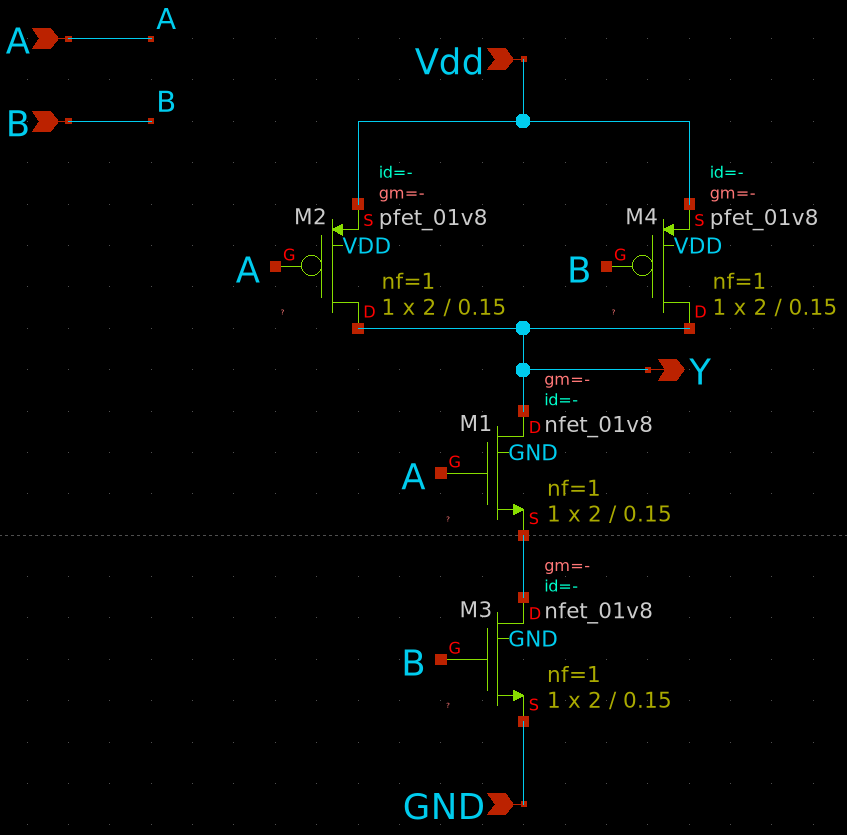 A
A
B
B
Vdd
id=-
gm=-
M2
S
pfet_01v8
VDD
G
A
nf=1
1 x 2 / 0.15
D
?
id=-
gm=-
M4
S
pfet_01v8
VDD
G
B
nf=1
1 x 2 / 0.15
D
?
Y
gm=-
id=-
M1
D
nfet_01v8
GND
G
A
nf=1
1 x 2 / 0.15
S
?
gm=-
id=-
M3
D
nfet_01v8
GND
G
B
nf=1
1 x 2 / 0.15
S
?
GND